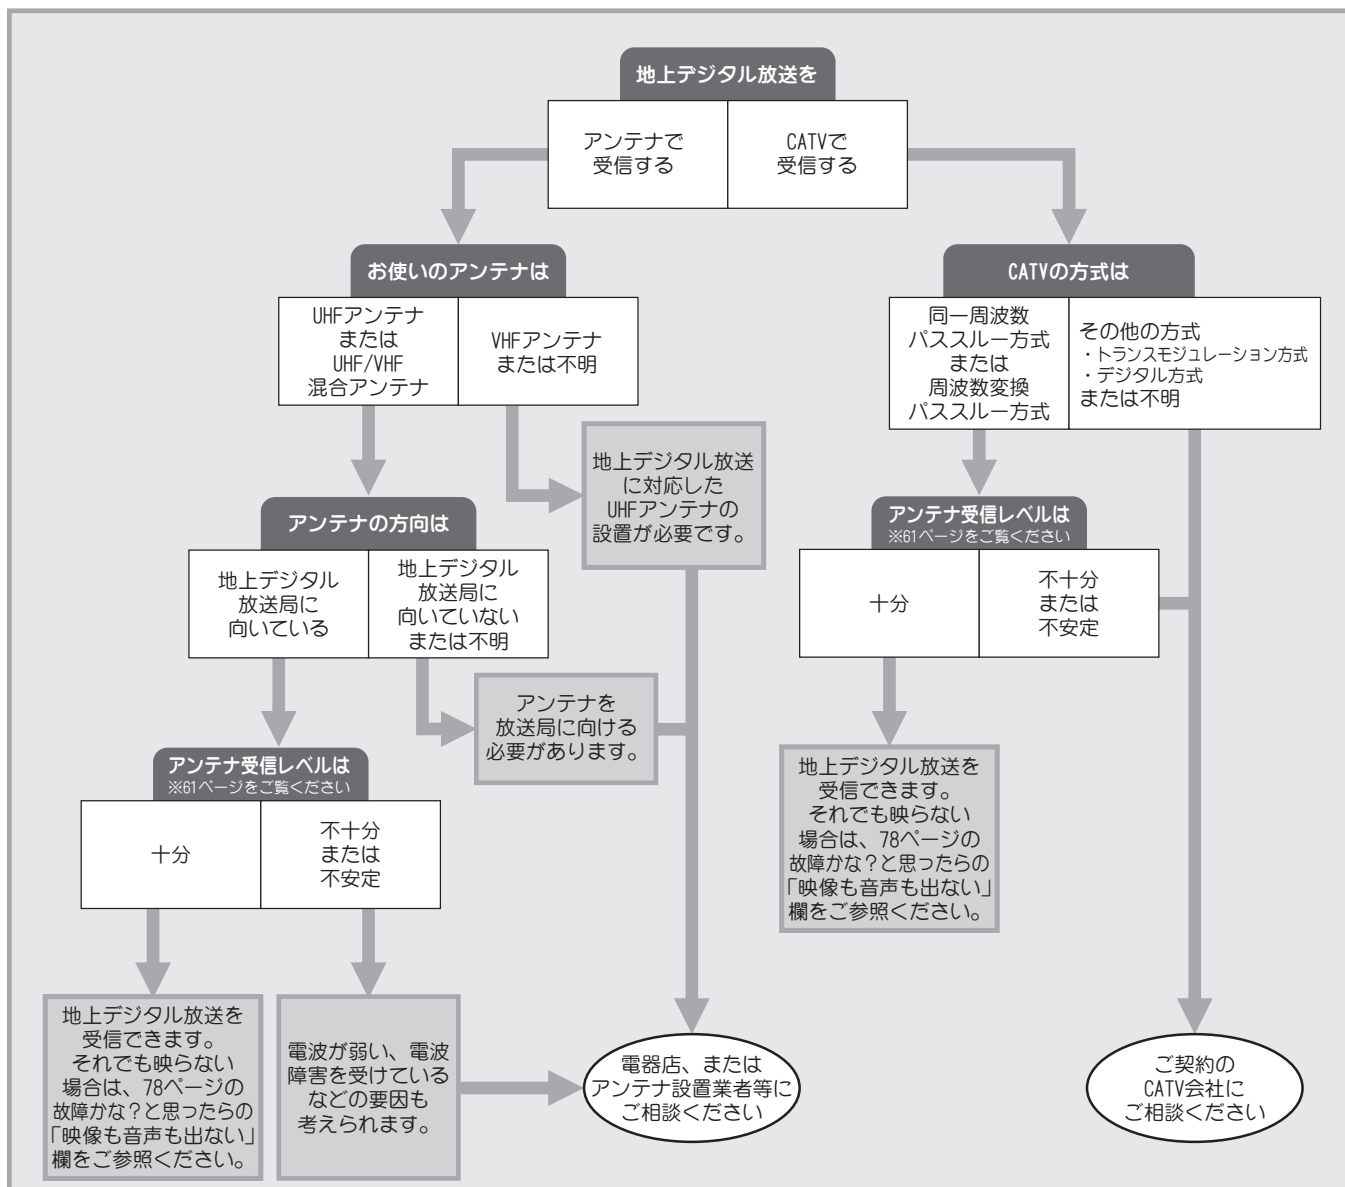 地上デジタル放送を
アンテナで
受信する
CATVで
受信する
お使いのアンテナは
UHFアンテナ
または
UHF/VHF
混合アンテナ
VHFアンテナ
または不明
CATVの方式は
同一周波数
パススルー方式
または
周波数変換
パススルー方式
その他の方式
・トランスモジュレーション方式
・デジタル方式
または不明
地上デジタル放送
に対応した
UHFアンテナの
設置が必要です。
アンテナの方向は
地上デジタル
放送局に
向いている
地上デジタル
放送局に
向いていない
または不明
アンテナ受信レベルは
※61ページをご覧ください
十分
不十分
または
不安定
アンテナを
放送局に向ける
必要があります。
アンテナ受信レベルは
※61ページをご覧ください
十分
不十分
または
不安定
地上デジタル放送を
受信できます。
それでも映らない
場合は、78ページの
故障かな？と思ったらの
「映像も音声も出ない」
欄をご参照ください。
地上デジタル放送を
受信できます。
それでも映らない
場合は、78ページの
故障かな？と思ったらの
「映像も音声も出ない」
欄をご参照ください。
電波が弱い、電波
障害を受けている
などの要因も
考えられます。
電器店、または
アンテナ設置業者等に
ご相談ください
ご契約の
CATV会社に
ご相談ください